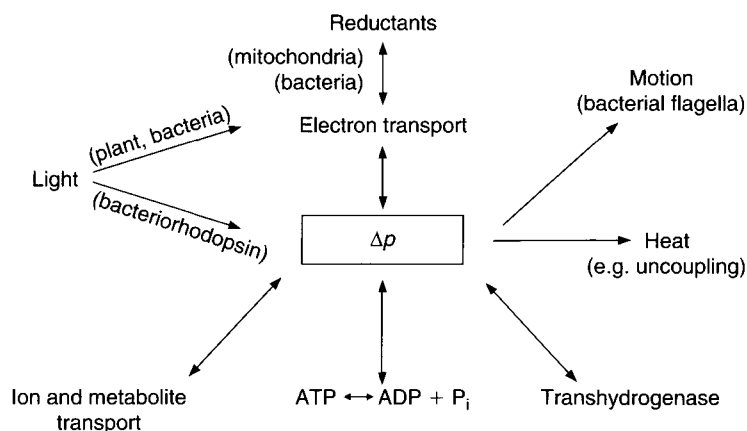 Reductants
(mitochondria)
(bacteria)
Motion
(bacterial flagella)
(plant, bacteria)
Electron transport
Light
(bacteriorhodopsin)
Δp
Heat
(e.g. uncoupling)
Ion and metabolite
transport
ATP ↔ ADP + Pi
Transhydrogenase